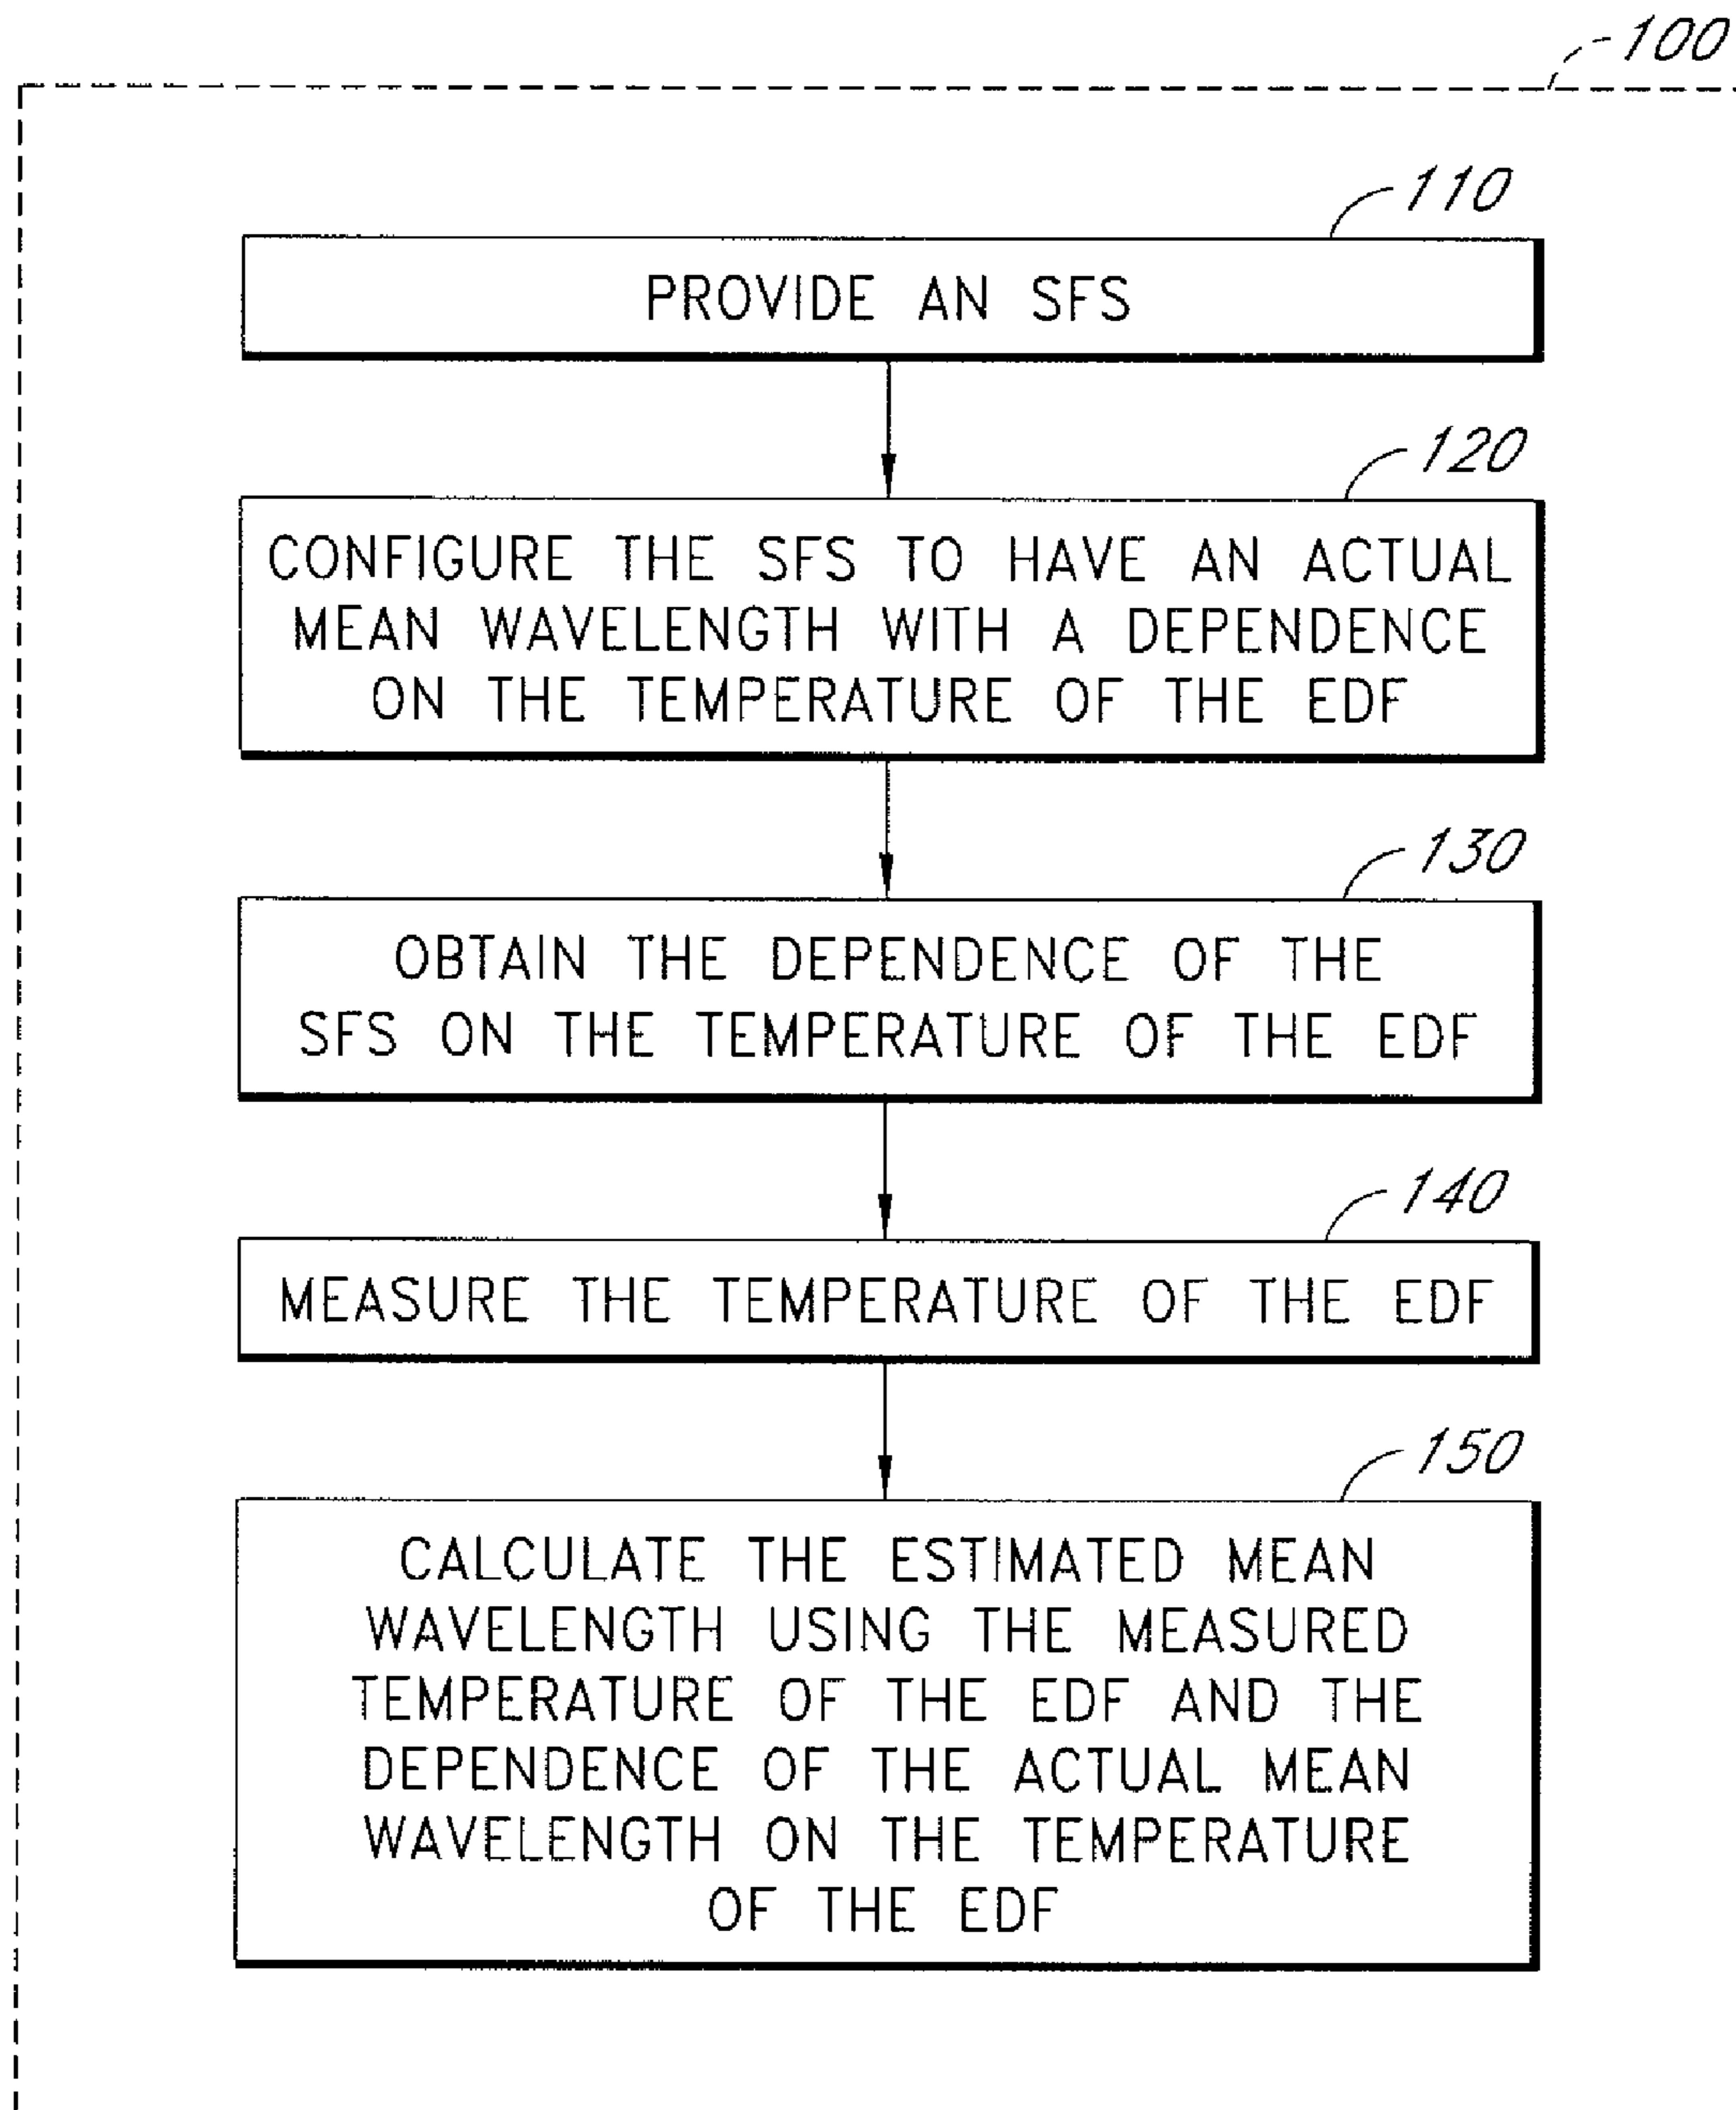 100
110
PROVIDE AN SFS
120
CONFIGURE THE SFS TO HAVE AN ACTUAL
MEAN WAVELENGTH WITH A DEPENDENCE
ON THE TEMPERATURE OF THE EDF
130
OBTAIN THE DEPENDENCE OF THE
SFS ON THE TEMPERATURE OF THE EDF
140
MEASURE THE TEMPERATURE OF THE EDF
150
CALCULATE THE ESTIMATED MEAN
WAVELENGTH USING THE MEASURED
TEMPERATURE OF THE EDF AND THE
DEPENDENCE OF THE ACTUAL MEAN
WAVELENGTH ON THE TEMPERATURE
OF THE EDF